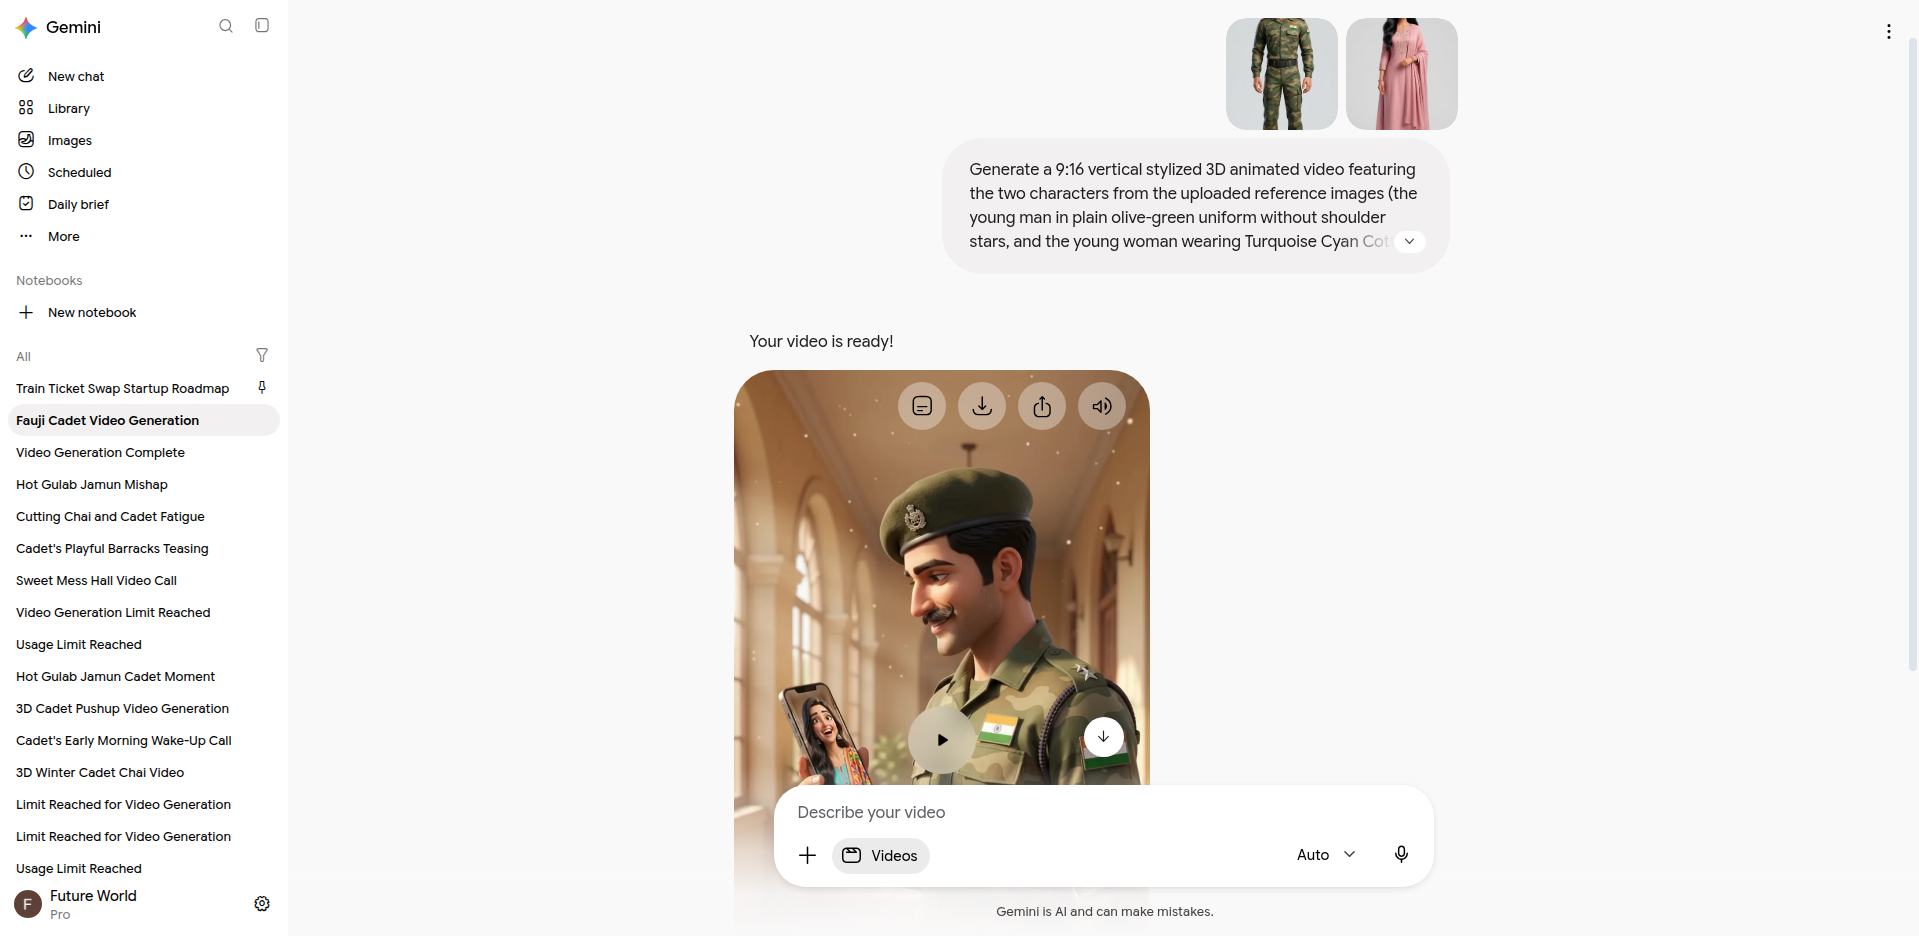 Gemini
New chat
Library
Images
Scheduled
Daily brief
More
Notebooks
New notebook
All
Train Ticket Swap Startup Roadmap
Fauji Cadet Video Generation
Video Generation Complete
Hot Gulab Jamun Mishap
Cutting Chai and Cadet Fatigue
Cadet's Playful Barracks Teasing
Sweet Mess Hall Video Call
Video Generation Limit Reached
Usage Limit Reached
Hot Gulab Jamun Cadet Moment
3D Cadet Pushup Video Generation
Cadet's Early Morning Wake-Up Call
3D Winter Cadet Chai Video
Limit Reached for Video Generation
Limit Reached for Video Generation
Usage Limit Reached
F
Future World
Pro
Generate a 9:16 vertical stylized 3D animated video featuring
the two characters from the uploaded reference images (the
young man in plain olive-green uniform without shoulder
stars, and the young woman wearing Turquoise Cyan
Your video is ready!
Describe your video
Videos
Auto
Gemini is AI and can make mistakes.